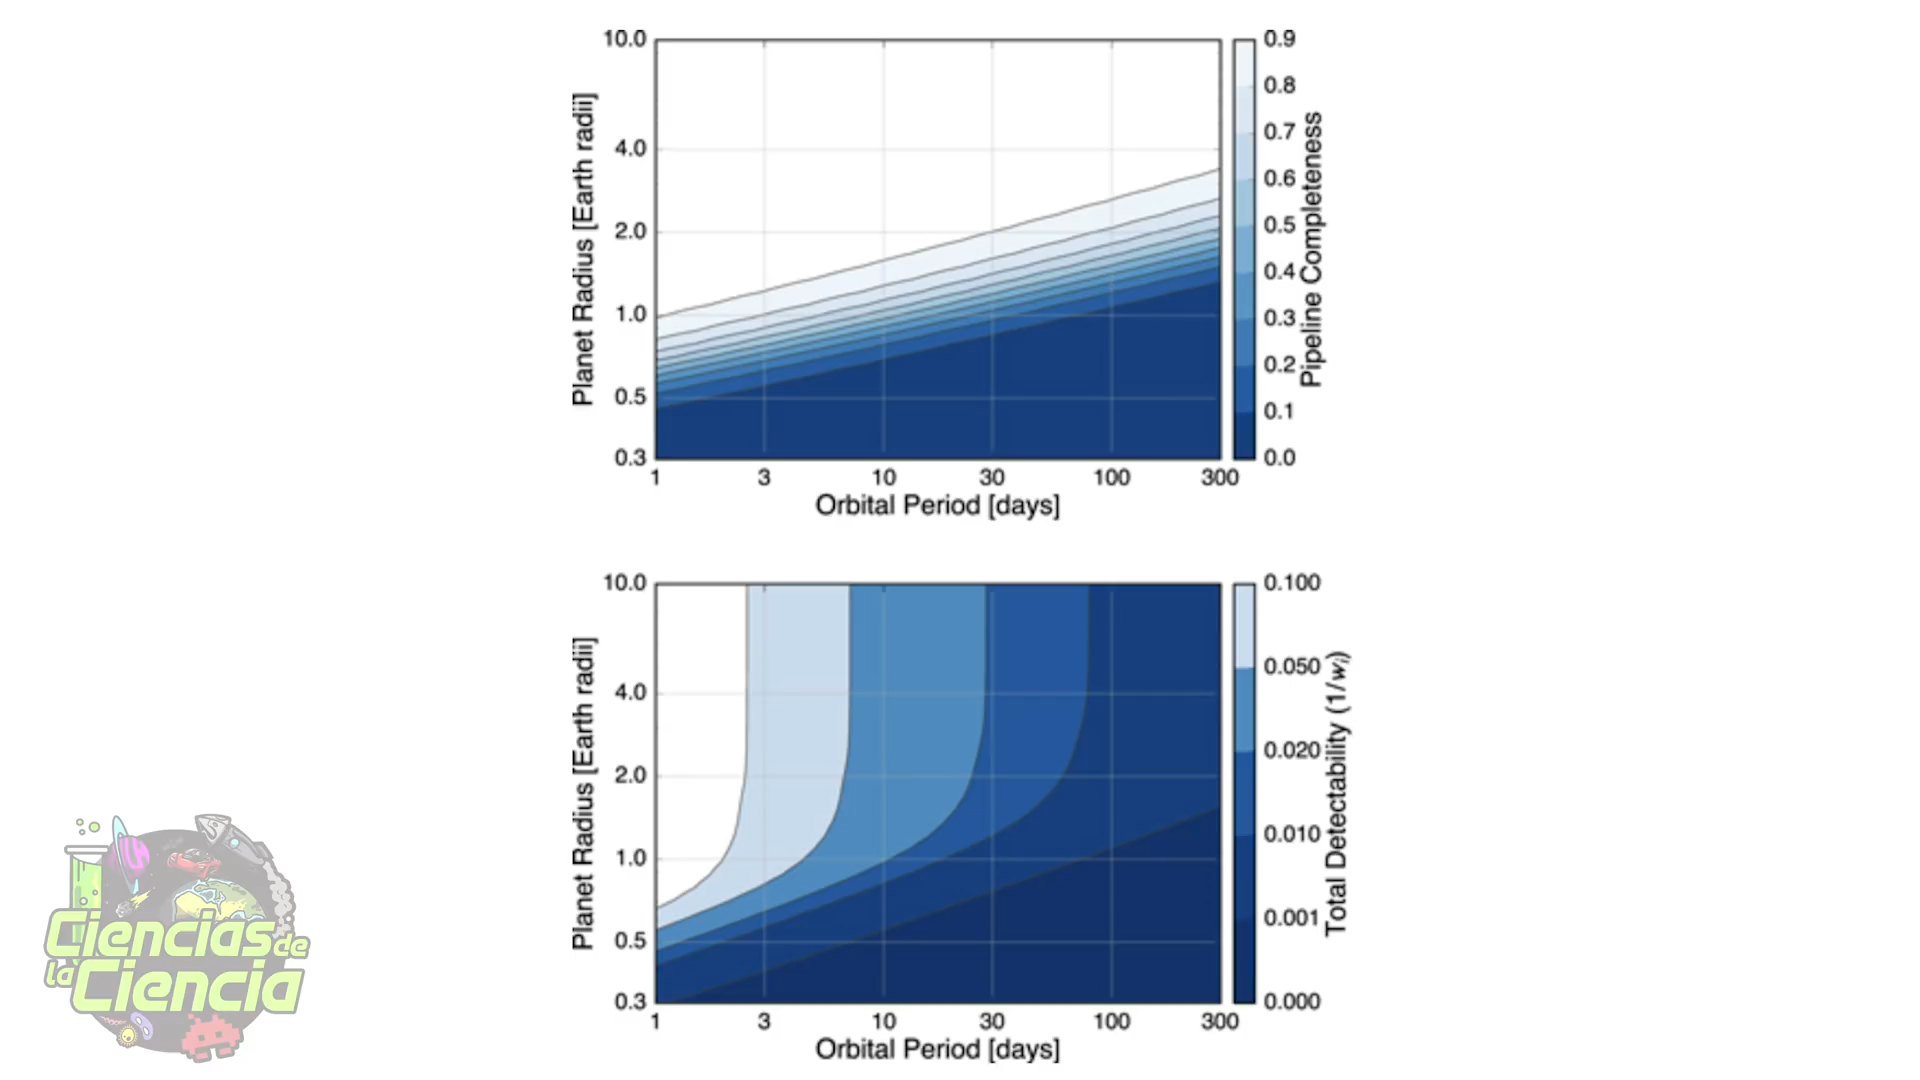 10.0
4.0
2.0
1.0
0.5
0.3
Planet Radius [Earth radii]
1 3 10 30 100 300
Orbital Period [days]
0.9
0.8
0.7
0.6
0.5
0.4
0.3
0.2
0.1
0.0
Pipeline Completeness
10.0
4.0
2.0
1.0
0.5
0.3
Planet Radius [Earth radii]
1 3 10 30 100 300
Orbital Period [days]
0.100
0.050
0.020
0.010
0.001
0.000
Total Detectability (1/wᵢ)
Ciencias de
la Ciencia